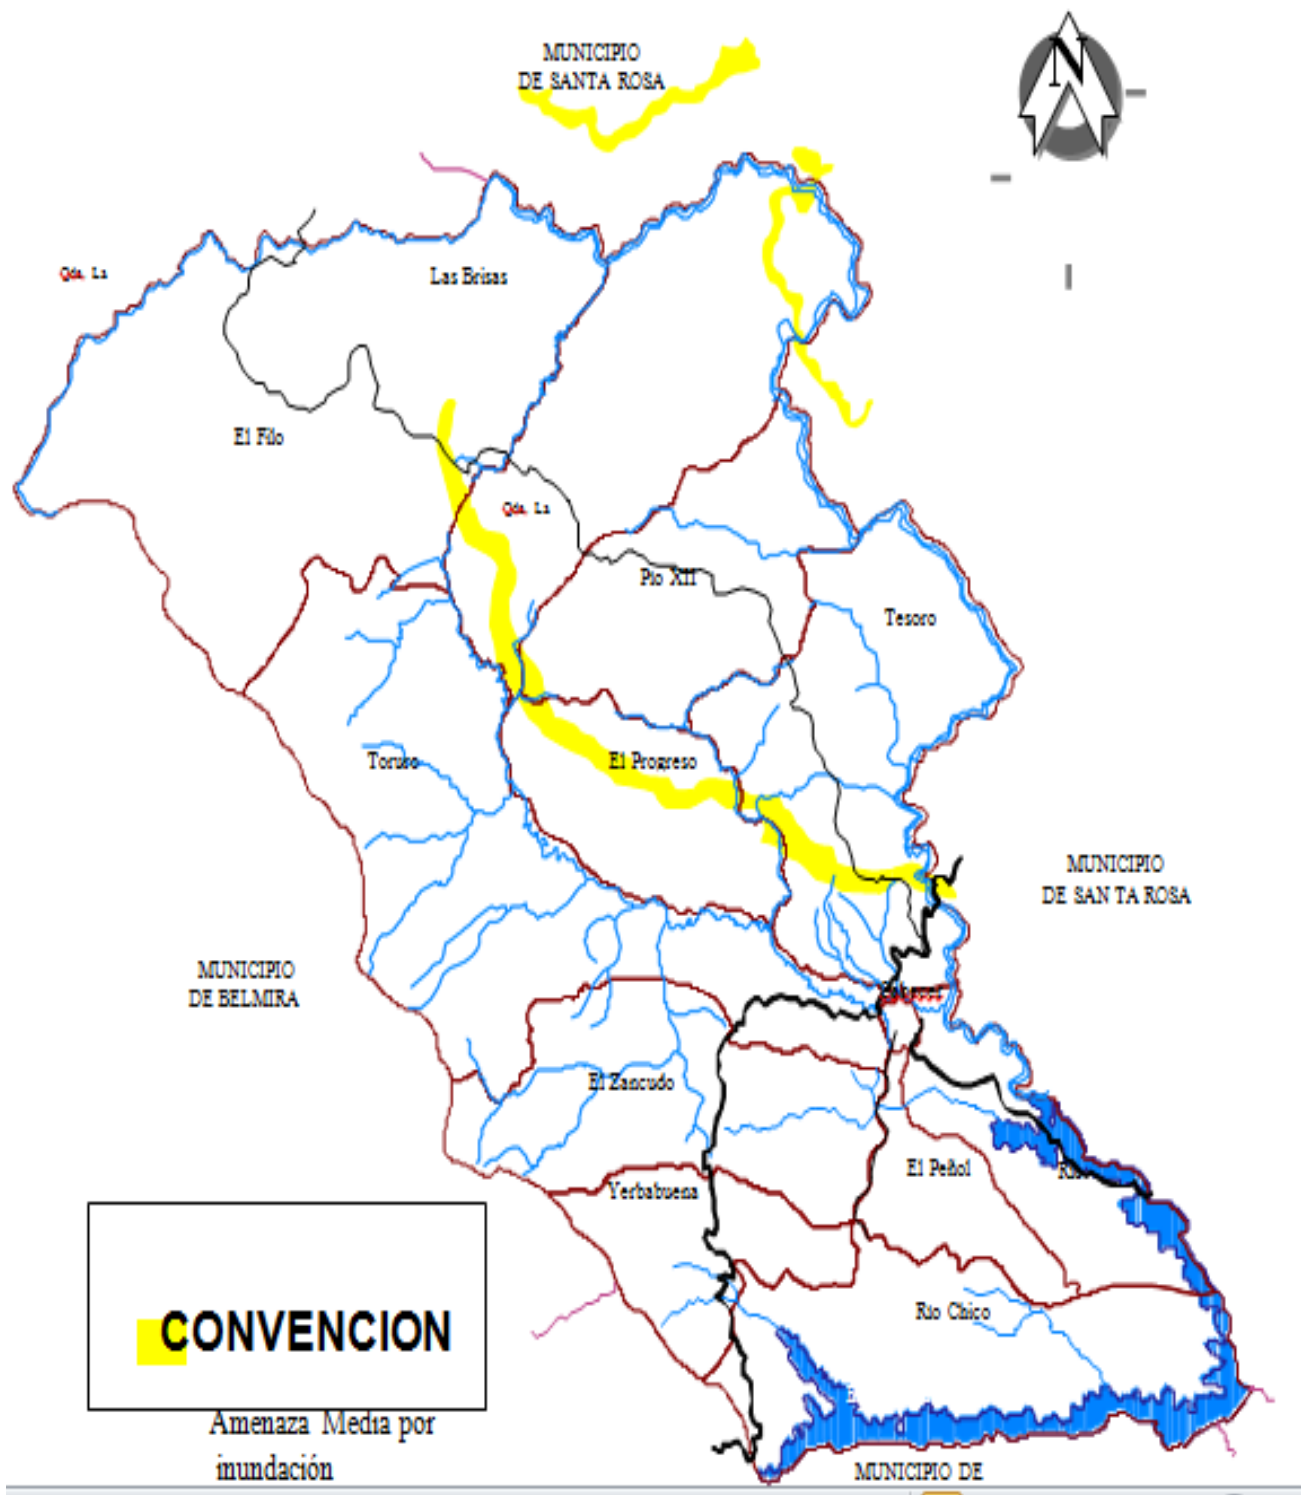 MUNICIPIO
DE SANTA ROSA
N
Las Brisas
Qda. La
El Filo
Qda. La
Pio XII
Tesoro
Toruro
El Progreso
MUNICIPIO
DE SAN TA ROSA
MUNICIPIO
DE BELMIRA
El Zancudo
El Peñol
Yerbabuena
Rio Chico
CONVENCION
Amenaza Media por
inundación
MUNICIPIO DE